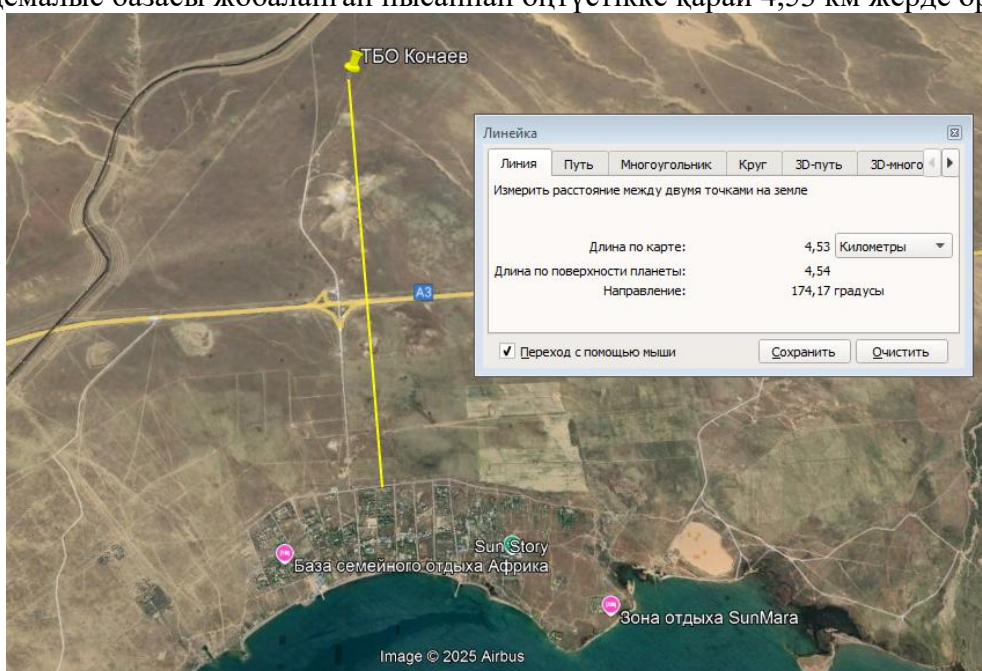 базасы жобаланған нысаннан оңтүстікке қарай 4,53 км жерде
ТБО Конаев
Линейка
Линия Путь Многоугольник Круг 3D-путь 3D-много
Измерить расстояние между двумя точками на земле
Длина по карте: 4,53 Километры
Длина по поверхности планеты: 4,54
Направление: 174,17 градусы
Переход с помощью мыши Сохранить Очистить
А3
Sun Story
База семейного отдыха Африка
Зона отдыха SunMara
Image © 2025 Airbus